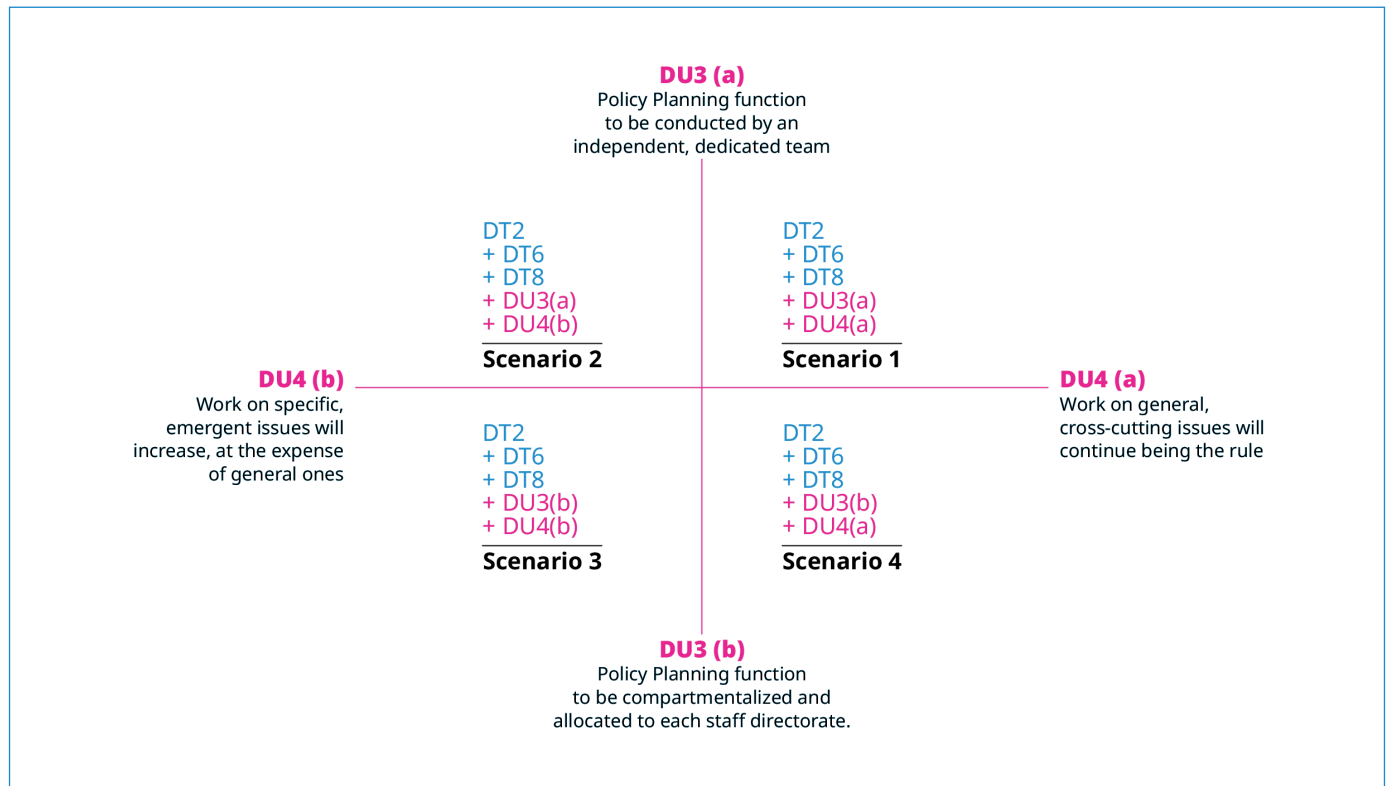 DU3 (a)
Policy Planning function
to be conducted by an
independent, dedicated team
DT2
+ DT6
+ DT8
+ DU3(a)
+ DU4(b)
Scenario 2
DT2
+ DT6
+ DT8
+ DU3(a)
+ DU4(a)
Scenario 1
DU4 (b)
Work on specific,
emergent issues will
increase, at the expense
of general ones
DU4 (a)
Work on general,
cross-cutting issues will
continue being the rule
DT2
+ DT6
+ DT8
+ DU3(b)
+ DU4(b)
Scenario 3
DT2
+ DT6
+ DT8
+ DU3(b)
+ DU4(a)
Scenario 4
DU3 (b)
Policy Planning function
to be compartmentalized and
allocated to each staff directorate.